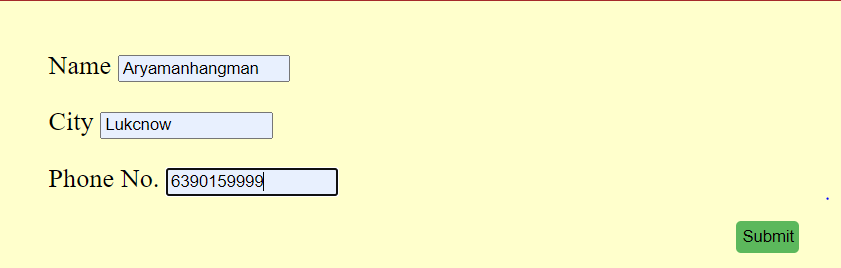 Name Aryamanhangman
City Lukcnow
Phone No. 6390159999
Submit